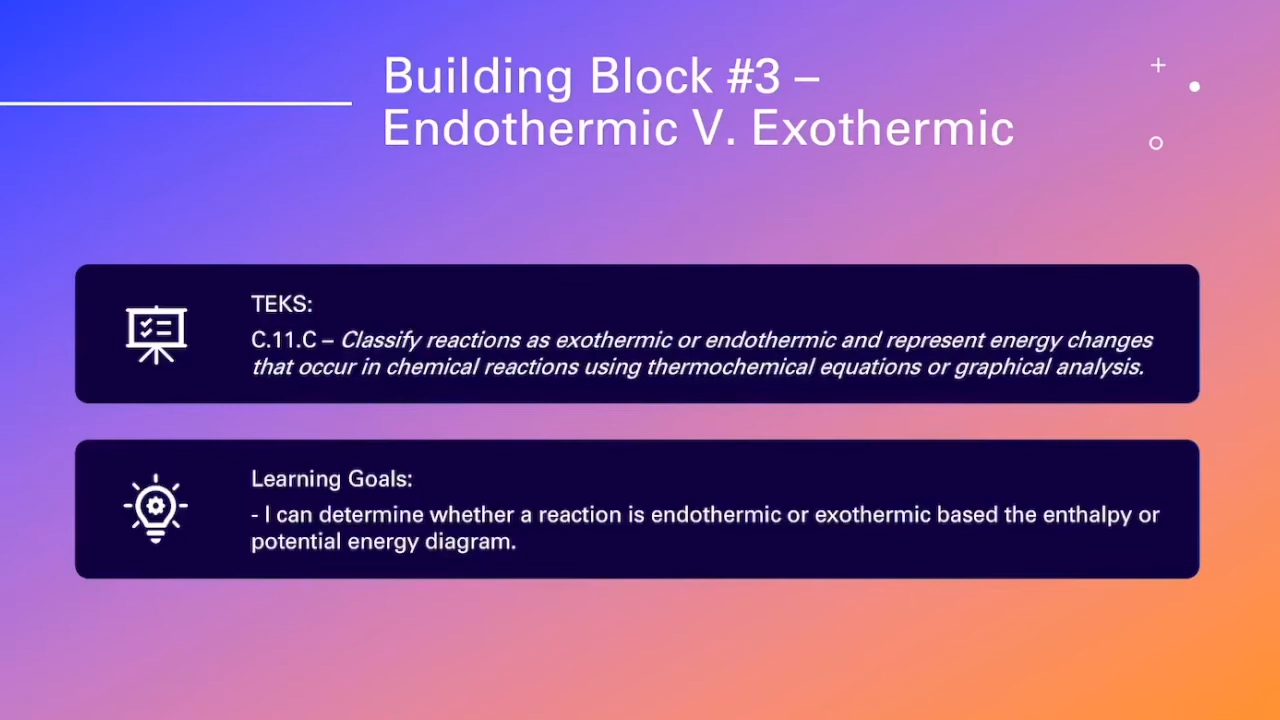 Building Block #3 –
Endothermic V. Exothermic
TEKS:
C.11.C – Classify reactions as exothermic or endothermic and represent energy changes
that occur in chemical reactions using thermochemical equations or graphical analysis.
Learning Goals:
- I can determine whether a reaction is endothermic or exothermic based the enthalpy or
potential energy diagram.